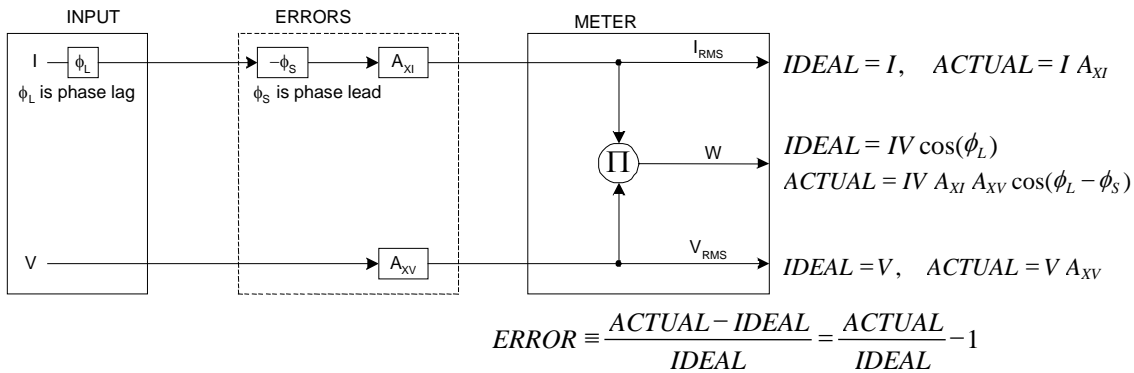 INPUT
ERRORS
METER
I
ϕL
−ϕS
AXI
IRMS
IDEAL = I, ACTUAL = I AXI
ϕL is phase lag
ϕS is phase lead
Π
W
IDEAL = IV cos(ϕL)
ACTUAL = IV AXI AXV cos(ϕL − ϕS)
V
AXV
VRMS
IDEAL = V, ACTUAL = V AXV
ERROR ≡ ACTUAL − IDEAL / IDEAL = ACTUAL / IDEAL − 1